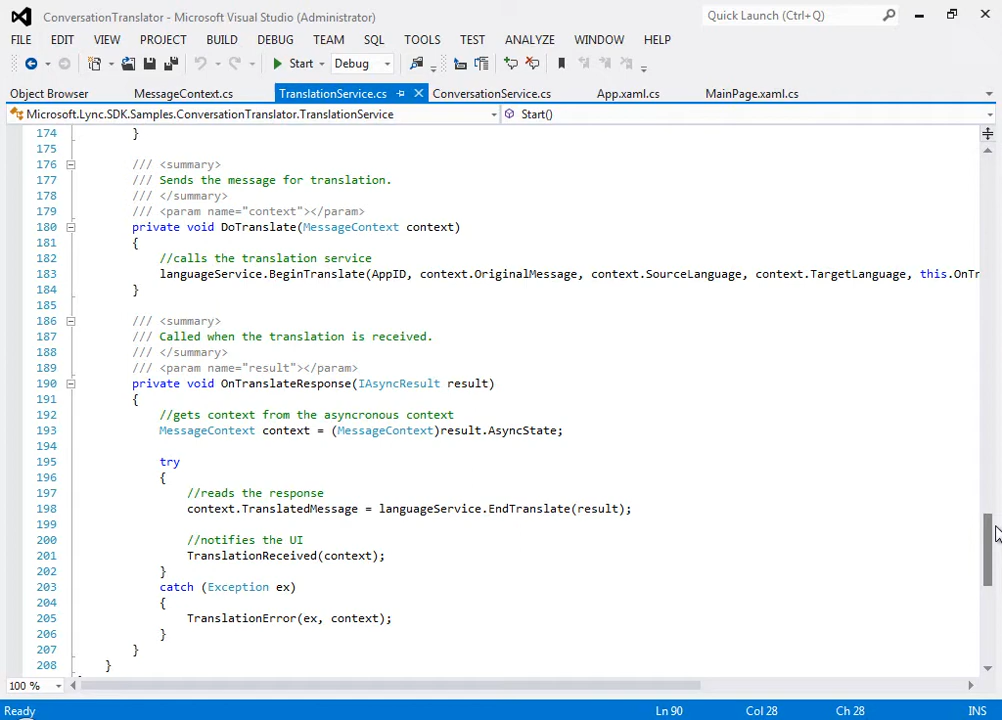 ConversationTranslator - Microsoft Visual Studio (Administrator)
Quick Launch (Ctrl+Q)
FILE EDIT VIEW PROJECT BUILD DEBUG TEAM SQL TOOLS TEST ANALYZE WINDOW HELP
Start Debug
Object Browser MessageContext.cs TranslationService.cs ConversationService.cs App.xaml.cs MainPage.xaml.cs
Microsoft.Lync.SDK.Samples.ConversationTranslator.TranslationService Start()
174 }
175
176 /// <summary>
177 /// Sends the message for translation.
178 /// </summary>
179 /// <param name="context"></param>
180 private void DoTranslate(MessageContext context)
181 {
182 //calls the translation service
183 languageService.BeginTranslate(AppID, context.OriginalMessage, context.SourceLanguage, context.TargetLanguage, this.OnTr
184 }
185
186 /// <summary>
187 /// Called when the translation is received.
188 /// </summary>
189 /// <param name="result"></param>
190 private void OnTranslateResponse(IAsyncResult result)
191 {
192 //gets context from the asyncronous context
193 MessageContext context = (MessageContext)result.AsyncState;
194
195 try
196 {
197 //reads the response
198 context.TranslatedMessage = languageService.EndTranslate(result);
199
200 //notifies the UI
201 TranslationReceived(context);
202 }
203 catch (Exception ex)
204 {
205 TranslationError(ex, context);
206 }
207 }
208 }
100 %
Ready Ln 90 Col 28 Ch 28 INS